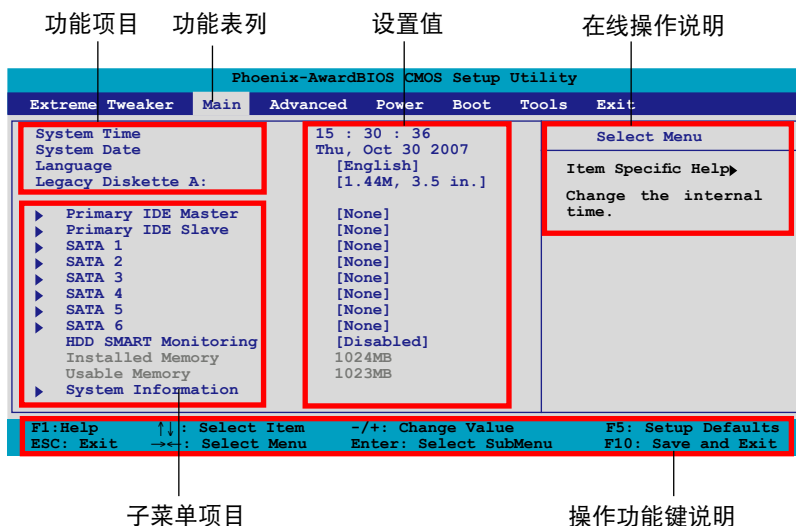 功能项目 功能表列 设置值 在线操作说明
Phoenix-AwardBIOS CMOS Setup Utility
Extreme Tweaker Main Advanced Power Boot Tools Exit
System Time 15 : 30 : 36
System Date Thu, Oct 30 2007
Language [English]
Legacy Diskette A: [1.44M, 3.5 in.]
Primary IDE Master [None]
Primary IDE Slave [None]
SATA 1 [None]
SATA 2 [None]
SATA 3 [None]
SATA 4 [None]
SATA 5 [None]
SATA 6 [None]
HDD SMART Monitoring [Disabled]
Installed Memory 1024MB
Usable Memory 1023MB
System Information
Select Menu
Item Specific Help▶
Change the internal
time.
F1:Help ↑↓: Select Item -/+: Change Value F5: Setup Defaults
ESC: Exit →←: Select Menu Enter: Select SubMenu F10: Save and Exit
子菜单项目 操作功能键说明